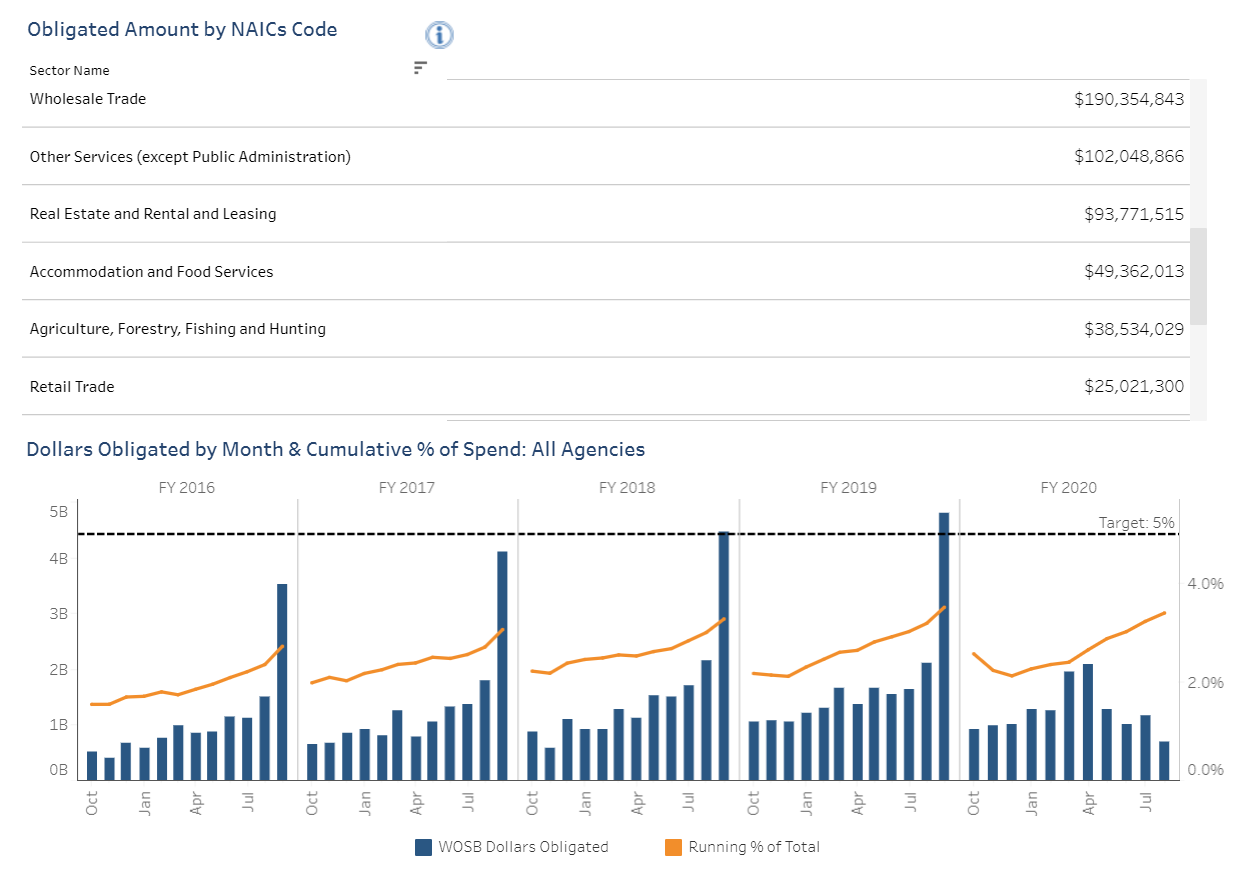 Obligated Amount by NAICs Code
Sector Name
Wholesale Trade $190,354,843
Other Services (except Public Administration) $102,048,866
Real Estate and Rental and Leasing $93,771,515
Accommodation and Food Services $49,362,013
Agriculture, Forestry, Fishing and Hunting $38,534,029
Retail Trade $25,021,300
Dollars Obligated by Month & Cumulative % of Spend: All Agencies
FY 2016 FY 2017 FY 2018 FY 2019 FY 2020
5B
Target: 5%
4B
4.0%
3B
2B
2.0%
1B
0B
0.0%
Oct Jan Apr Jul Oct Jan Apr Jul Oct Jan Apr Jul Oct Jan Apr Jul Oct Jan Apr Jul
WOSB Dollars Obligated Running % of Total